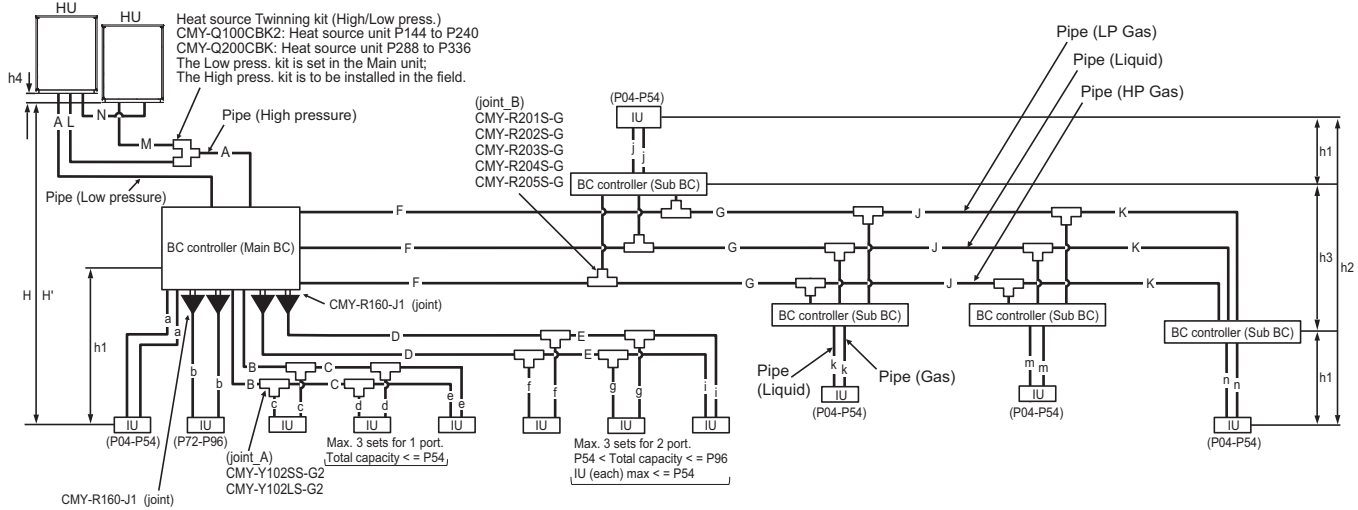 HU
HU
Heat source Twinning kit (High/Low press.)
CMY-Q100CBK2: Heat source unit P144 to P240
CMY-Q200CBK: Heat source unit P288 to P336
The Low press. kit is set in the Main unit;
The High press. kit is to be installed in the field.
h4
A
L
N
M
A
Pipe (High pressure)
Pipe (Low pressure)
(joint_B)
CMY-R201S-G
CMY-R202S-G
CMY-R203S-G
CMY-R204S-G
CMY-R205S-G
(P04-P54)
IU
j
j
BC controller (Sub BC)
Pipe (LP Gas)
Pipe (Liquid)
Pipe (HP Gas)
h1
h3
h2
h1
BC controller (Main BC)
F
G
J
K
F
G
J
K
F
G
J
K
CMY-R160-J1 (joint)
H
H'
h1
a
a
b
b
D
E
D
E
B
C
B
C
c
c
d
d
e
e
f
f
g
g
i
i
BC controller (Sub BC)
BC controller (Sub BC)
BC controller (Sub BC)
Pipe
(Liquid)
k
k
Pipe (Gas)
m
m
n
n
IU
(P04-P54)
IU
(P04-P54)
IU
(P04-P54)
IU
(P04-P54)
IU
(P72-P96)
IU
IU
IU
IU
IU
IU
(joint_A)
CMY-Y102SS-G2
CMY-Y102LS-G2
Max. 3 sets for 1 port.
Total capacity < = P54
Max. 3 sets for 2 port.
P54 < Total capacity < = P96
IU (each) max < = P54
CMY-R160-J1 (joint)